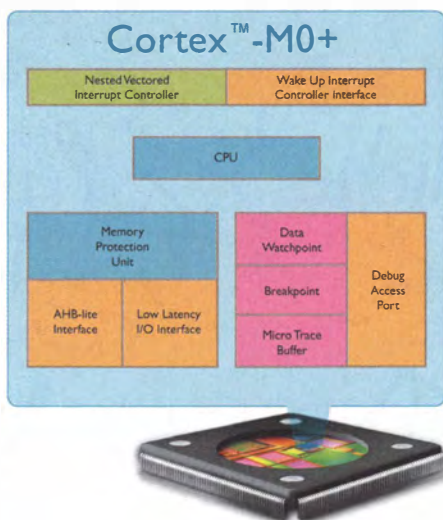 Cortex™-M0+
Nested Vectored
Interrupt Controller
Wake Up Interrupt
Controller interface
CPU
Memory
Protection
Unit
AHB-lite
Interface
Low Latency
I/O Interface
Data
Watchpoint
Breakpoint
Micro Trace
Buffer
Debug
Access
Port